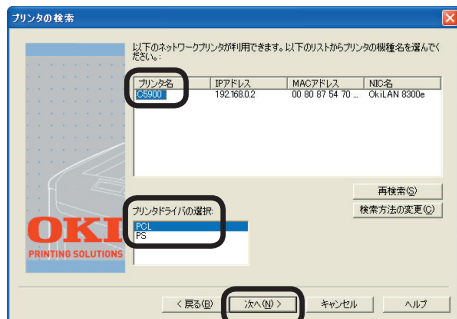 プリンタの検索
以下のネットワークプリンタが利用できます。以下のリストからプリンタの機種名を選んでく
ださい。:
プリンタ名 IPアドレス MACアドレス NIC名
C5900 192.168.0.2 00 80 87 54 70 ... OkiLAN 8300e
再検索(S)
検索方法の変更(C)
プリンタドライバの選択:
PCL
PS
OKI
PRINTING SOLUTIONS
< 戻る(B) 次へ(N) > キャンセル ヘルプ